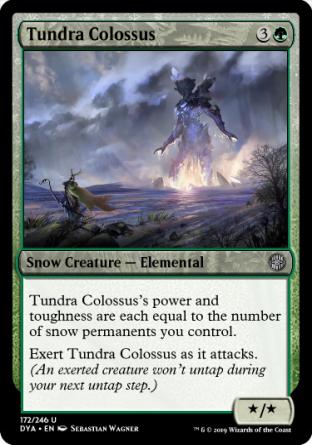 Tundra Colossus 3
Snow Creature — Elemental
Tundra Colossus's power and
toughness are each equal to the number
of snow permanents you control.
Exert Tundra Colossus as it attacks.
(An exerted creature won't untap during
your next untap step.)
★/★
172/246 U
DYA • EN SEBASTIAN WAGNER
™ & © 2019 Wizards of the Coast